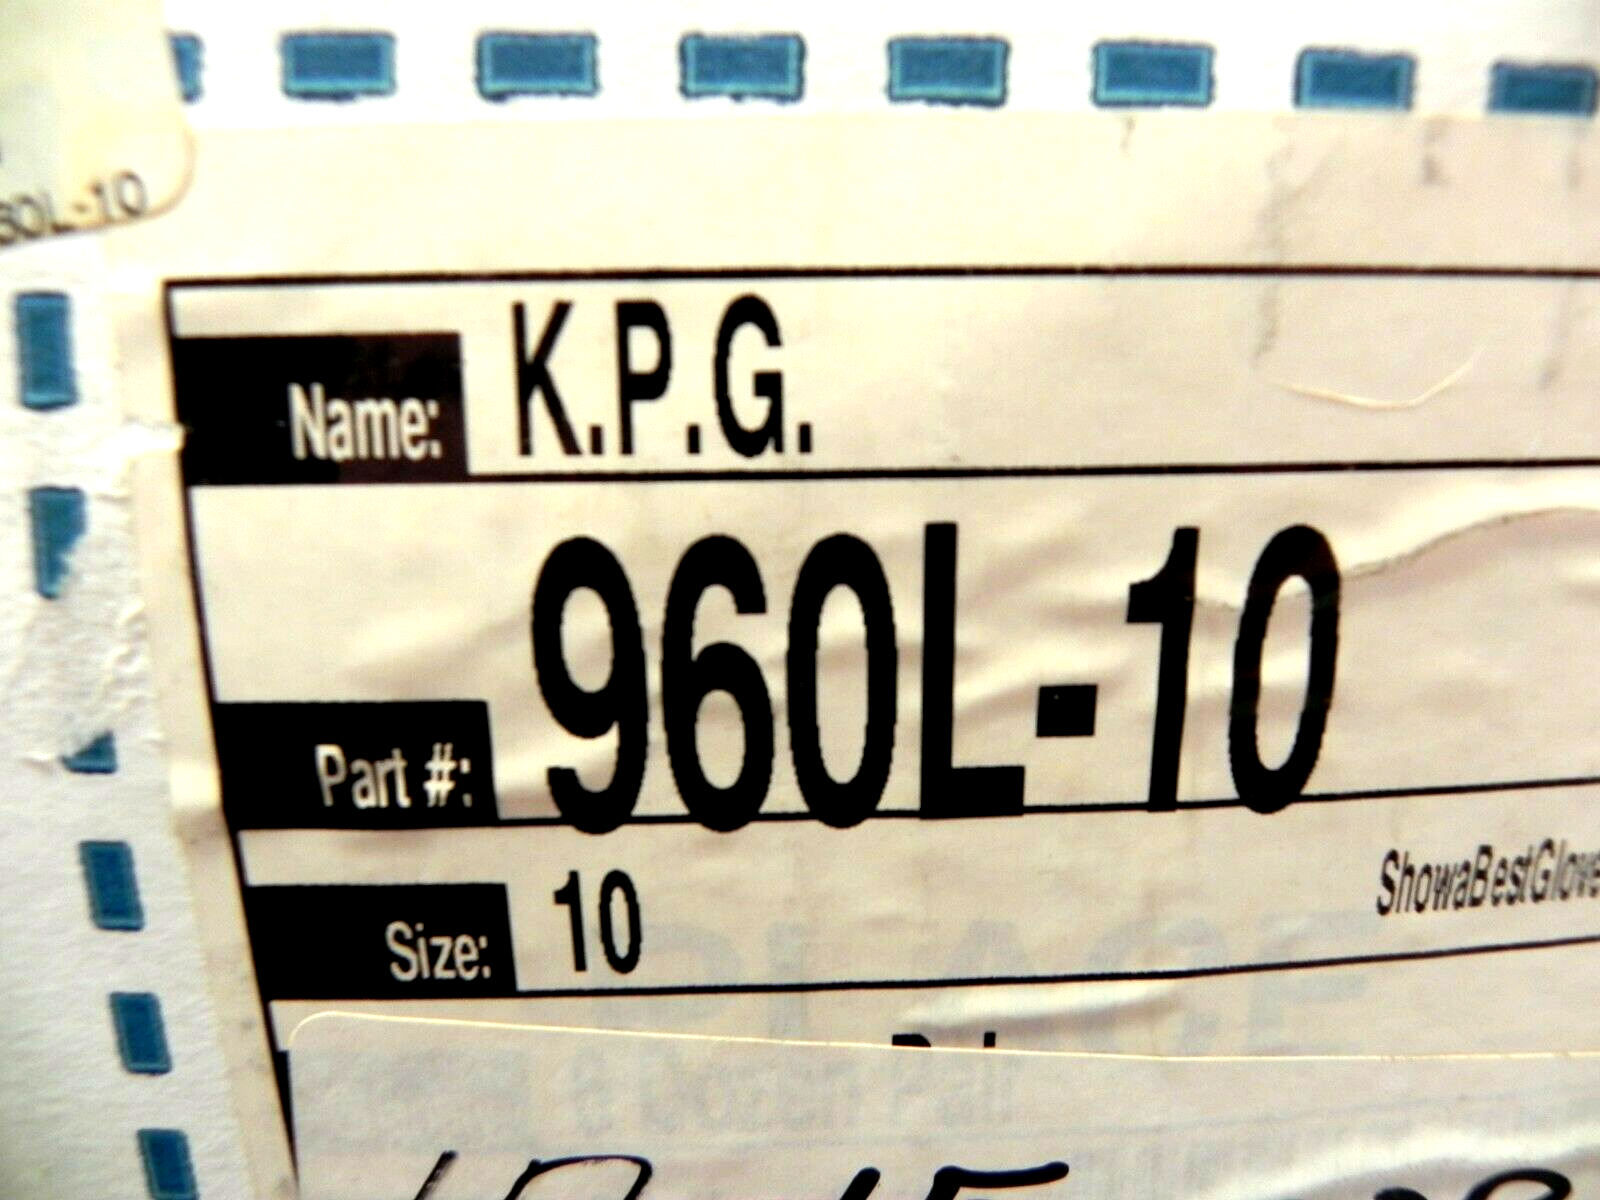 60L-10
Name: K.P.G.
Part #: 960L-10
Size: 10
ShowaBestGlove